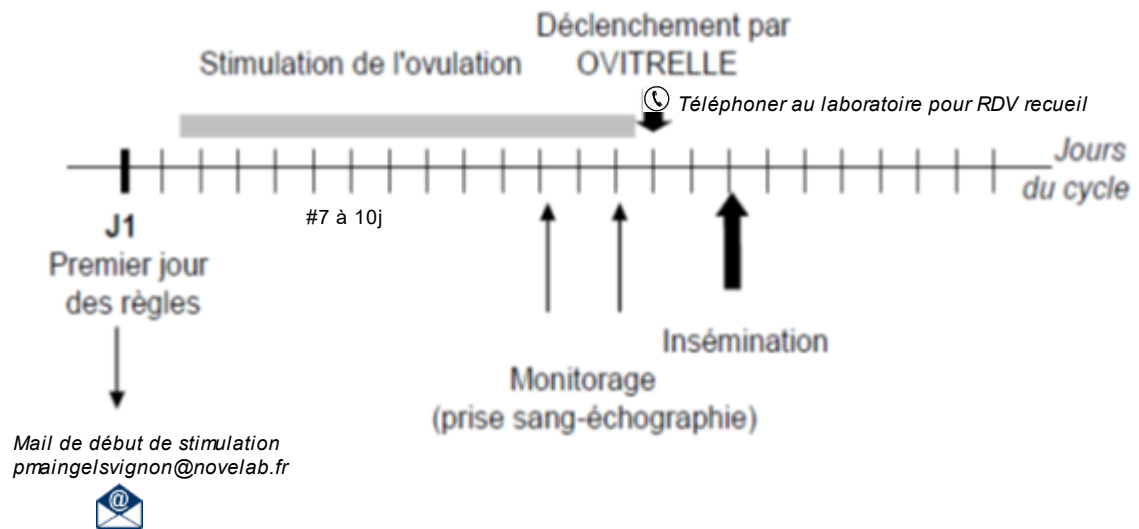 Déclenchement par
Stimulation de l'ovulation OVITRELLE
Téléphoner au laboratoire pour RDV recueil
Jours
du cycle
#7 à 10j
J1
Premier jour
des règles
Insémination
Monitorage
(prise sang-échographie)
Mail de début de stimulation
pmaingelsvignon@novelab.fr
@